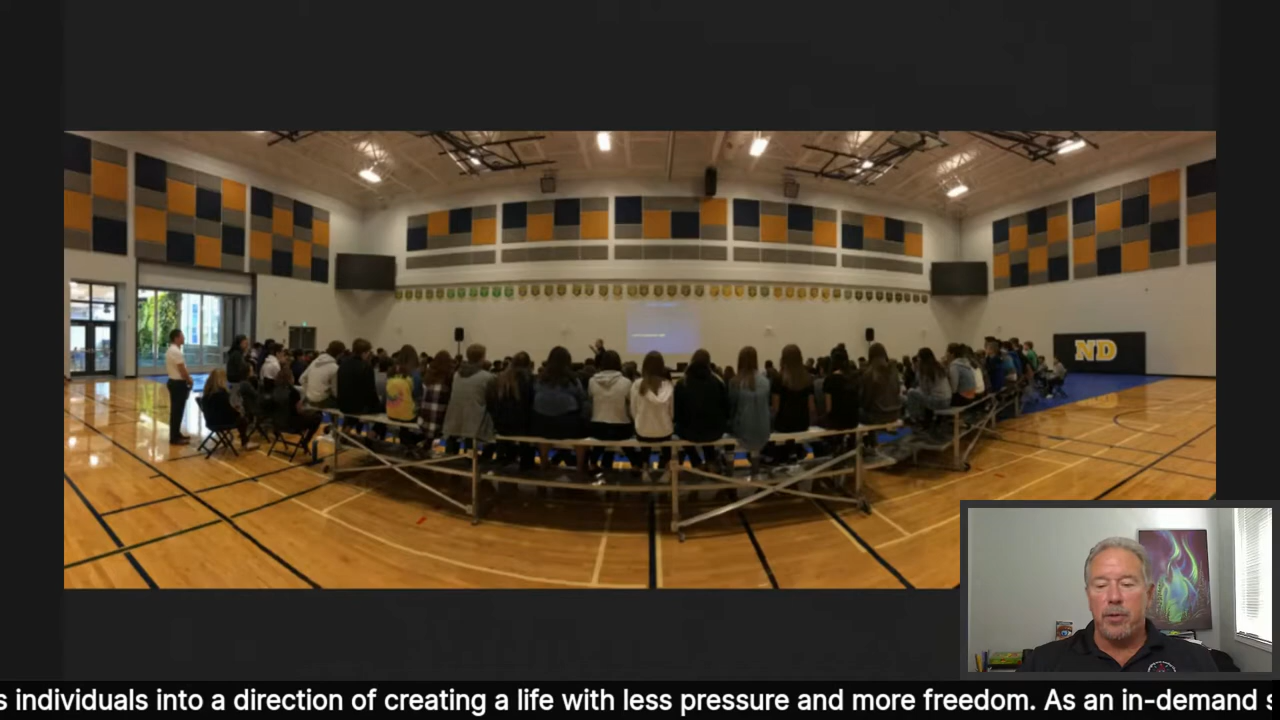 ND
s individuals into a direction of creating a life with less pressure and more freedom. As an in-demand s